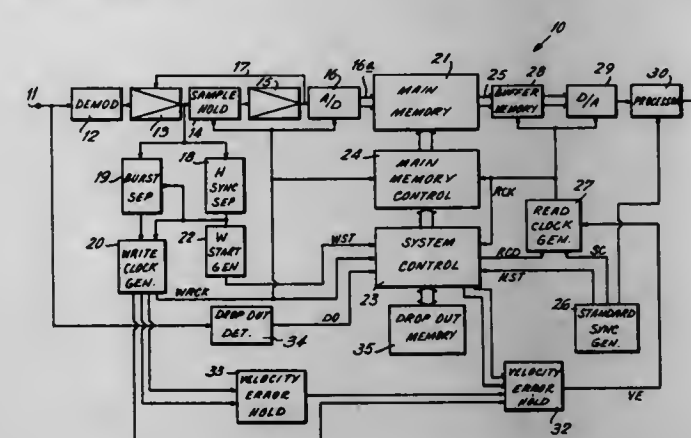 10
11
DEMOD
12
13
17
SAMPLE
HOLD
14
15
16
A/D
16a
21
MAIN
MEMORY
25
28
BUFFER
MEMORY
29
D/A
30
PROCESSOR
19
BURST
SEP
18
H
SYNC
SEP
24
MAIN
MEMORY
CONTROL
RCK
27
READ
CLOCK
GEN.
20
WRITE
CLOCK
GEN.
22
W
START
GEN
WST
WRCK
SYSTEM
CONTROL
23
RCO
SC
RST
26
STANDARD
SYNC
GEN.
DROP OUT
DET.
34
DO
DROP OUT
MEMORY
35
33
VELOCITY
ERROR
HOLD
VELOCITY
ERROR
HOLD
32
VE